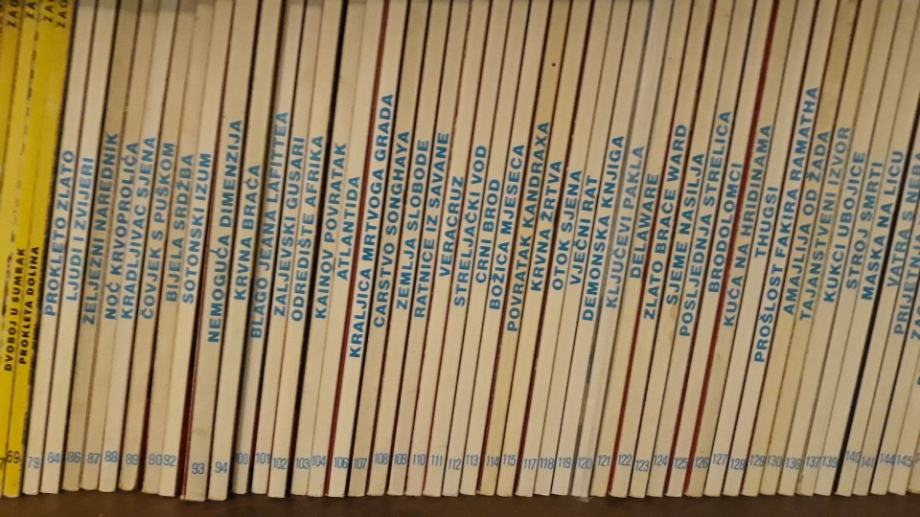 DVOBOJ U SUMRAK
69
PROKLETA DOLINA
79
PROKLETO ZLATO
84
LJUDI I ZVIJERI
86
ŽELJEZNI NAREDNIK
87
NOĆ KRVOPROLIĆA
88
KRADLJIVAC SJENA
89
ČOVJEK S PUŠKOM
90
BIJELA SRDŽBA
92
SOTONSKI IZUM
93
NEMOGUĆA DIMENZIJA
94
KRVNA BRAĆA
100
BLAGO JEANA LAFITTEA
101
ZALJEVSKI GUSARI
102
ODREDIŠTE AFRIKA
103
KAINOV POVRATAK
104
ATLANTIDA
106
KRALJICA MRTVOGA GRADA
107
CARSTVO SONGHAYA
108
ZEMLJA SLOBODE
109
RATNICE IZ SAVANE
110
VERACRUZ
111
STRELJAČKI VOD
112
CRNI BROD
113
BOŽICA MJESECA
114
POVRATAK KANDRAXA
115
KRVNA ŽRTVA
117
OTOK SJENA
118
VJEČNI RAT
119
DEMONSKA KNJIGA
120
KLJUČEVI PAKLA
121
DELAWARE
122
ZLATO BRAĆE WARD
123
SJEME NASILJA
124
POSLJEDNJA STRELICA
125
BRODOLOMCI
126
KUĆA NA HRIDINAMA
127
THUGSI
128
PROŠLOST FAKIRA RAMATHA
129
AMALIJA OD ŽADA
130
TAJANSTVENI IZVOR
136
KUKCI UBOJICE
137
STROJ SMRTI
139
MASKA NA LICU
140
VATRA S
141
PRIJET
144
145